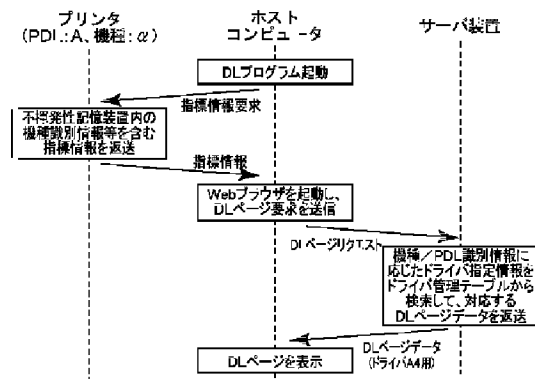 プリンタ
(PDL:A、機種:α)
ホスト
コンピュータ
サーバ装置
DLプログラム起動
指標情報要求
不揮発性記憶装置内の
機種識別情報等を含む
指標情報を返送
指標情報
Webブラウザを起動し、
DLページ要求を送信
DLページリクエスト
機種/PDL識別情報に
応じたドライバ指定情報を
ドライバ管理テーブルから
検索して、対応する
DLページデータを返送
DLページデータ
(ドライバA4用)
DLページを表示